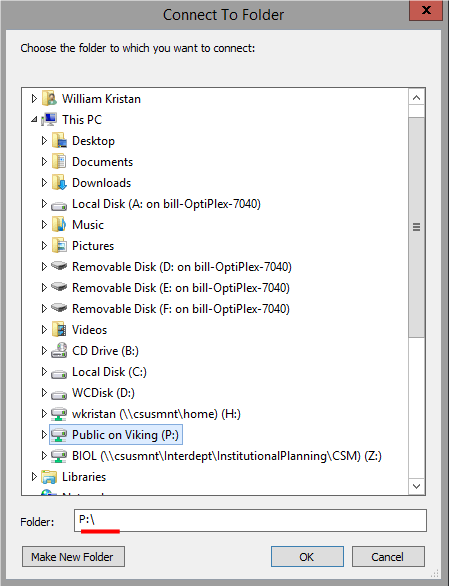 Connect To Folder
x
Choose the folder to which you want to connect:
William Kristan
This PC
Desktop
Documents
Downloads
Local Disk (A: on bill-OptiPlex-7040)
Music
Pictures
Removable Disk (D: on bill-OptiPlex-7040)
Removable Disk (E: on bill-OptiPlex-7040)
Removable Disk (F: on bill-OptiPlex-7040)
Videos
CD Drive (B:)
Local Disk (C:)
WCDisk (D:)
wkristan (\\csusmnt\home) (H:)
Public on Viking (P:)
BIOL (\\csusmnt\Interdept\InstitutionalPlanning\CSM) (Z:)
Libraries
Folder: P:\
Make New Folder OK Cancel